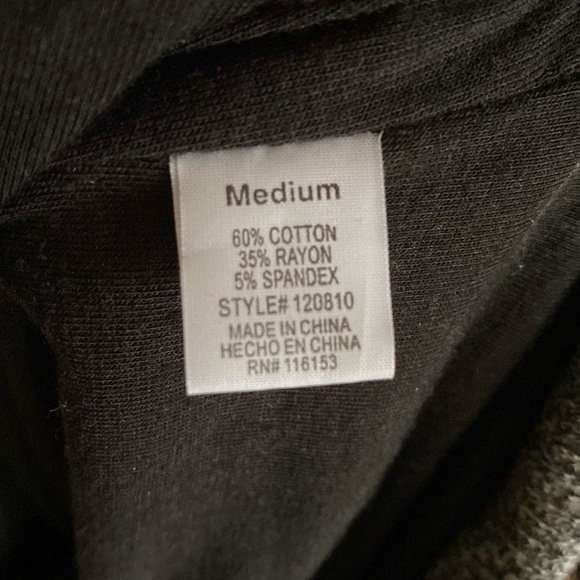 Medium
60% COTTON
35% RAYON
5% SPANDEX
STYLE# 120810
MADE IN CHINA
HECHO EN CHINA
RN# 116153